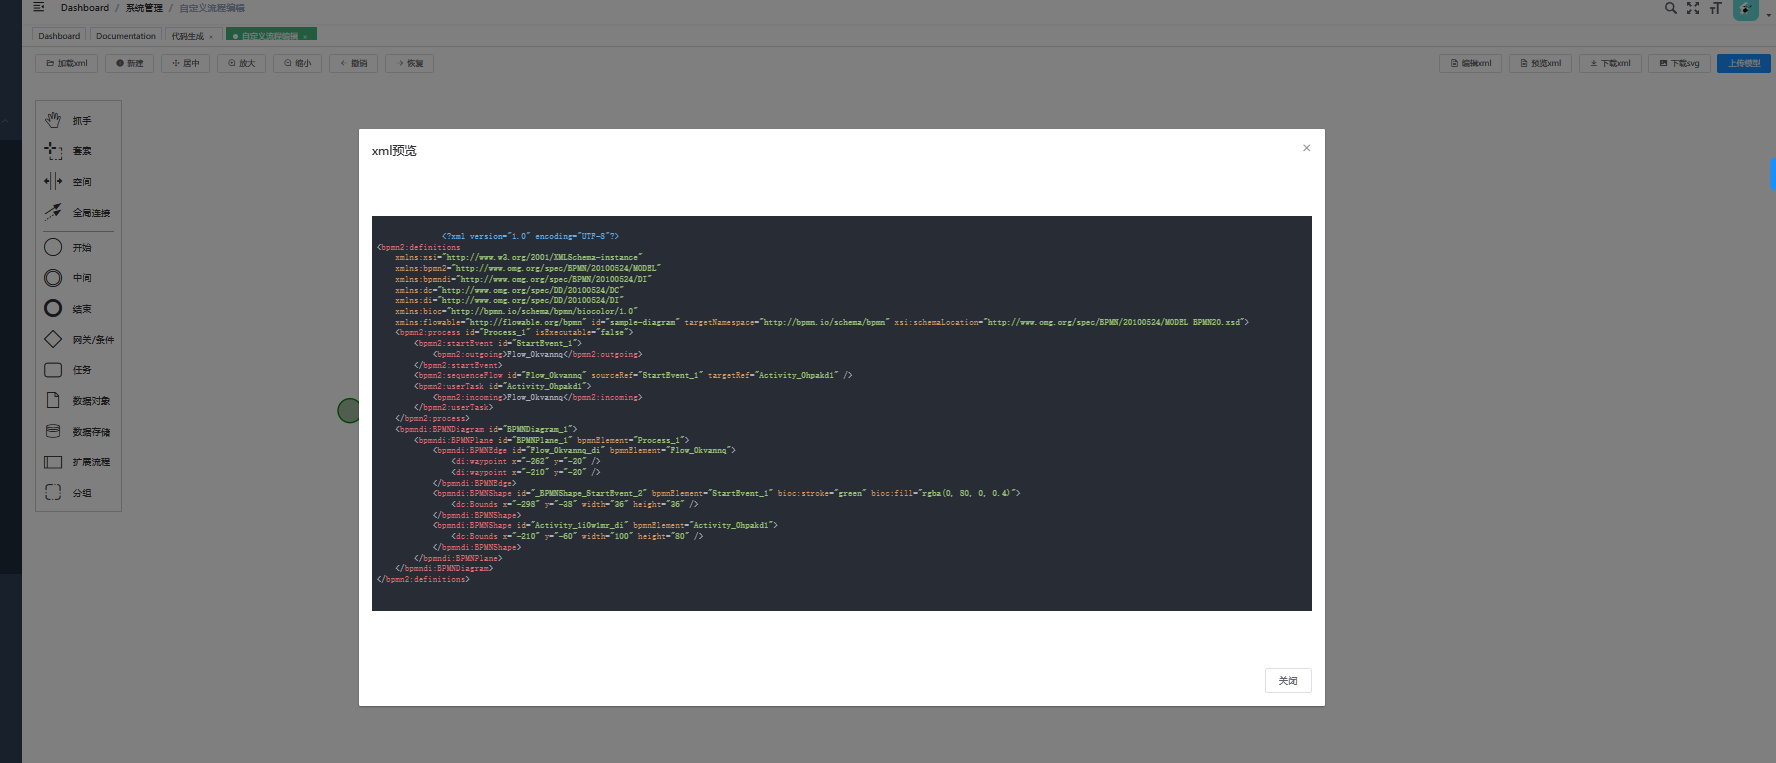 Dashboard / 系统管理 / 自定义流程编辑
Dashboard Documentation 代码生成 × 自定义流程编辑 ×
加载xml 新建 居中 放大 缩小 撤销 恢复 编辑xml 预览xml 下载xml 下载svg 上传模型
抓手
套索
空间
全局连接
开始
中间
结束
网关/条件
任务
数据对象
数据存储
扩展流程
分组
xml预览 ×
<?xml version="1.0" encoding="UTF-8"?>
<bpmn2:definitions
xmlns:xsi="http://www.w3.org/2001/XMLSchema-instance"
xmlns:bpmn2="http://www.omg.org/spec/BPMN/20100524/MODEL"
xmlns:bpmndi="http://www.omg.org/spec/BPMN/20100524/DI"
xmlns:dc="http://www.omg.org/spec/DD/20100524/DC"
xmlns:di="http://www.omg.org/spec/DD/20100524/DI"
xmlns:bioc="http://bpmn.io/schema/bpmn/biocolor/1.0"
xmlns:flowable="http://flowable.org/bpmn" id="sample-diagram" targetNamespace="http://bpmn.io/schema/bpmn" xsi:schemaLocation="http://www.omg.org/spec/BPMN/20100524/MODEL BPMN20.xsd">
<bpmn2:process id="Process_1" isExecutable="false">
<bpmn2:startEvent id="StartEvent_1">
<bpmn2:outgoing>Flow_0kvannq</bpmn2:outgoing>
</bpmn2:startEvent>
<bpmn2:sequenceFlow id="Flow_0kvannq" sourceRef="StartEvent_1" targetRef="Activity_0hpakd1" />
<bpmn2:userTask id="Activity_0hpakd1">
<bpmn2:incoming>Flow_0kvannq</bpmn2:incoming>
</bpmn2:userTask>
</bpmn2:process>
<bpmndi:BPMNDiagram id="BPMNDiagram_1">
<bpmndi:BPMNPlane id="BPMNPlane_1" bpmnElement="Process_1">
<bpmndi:BPMNEdge id="Flow_0kvannq_di" bpmnElement="Flow_0kvannq">
<di:waypoint x="-262" y="-20" />
<di:waypoint x="-210" y="-20" />
</bpmndi:BPMNEdge>
<bpmndi:BPMNShape id="_BPMNShape_StartEvent_2" bpmnElement="StartEvent_1" bioc:stroke="green" bioc:fill="rgba(0, 80, 0, 0.4)">
<dc:Bounds x="-298" y="-38" width="36" height="36" />
</bpmndi:BPMNShape>
<bpmndi:BPMNShape id="Activity_1i0w1mr_di" bpmnElement="Activity_0hpakd1">
<dc:Bounds x="-210" y="-60" width="100" height="80" />
</bpmndi:BPMNShape>
</bpmndi:BPMNPlane>
</bpmndi:BPMNDiagram>
</bpmn2:definitions>
关闭